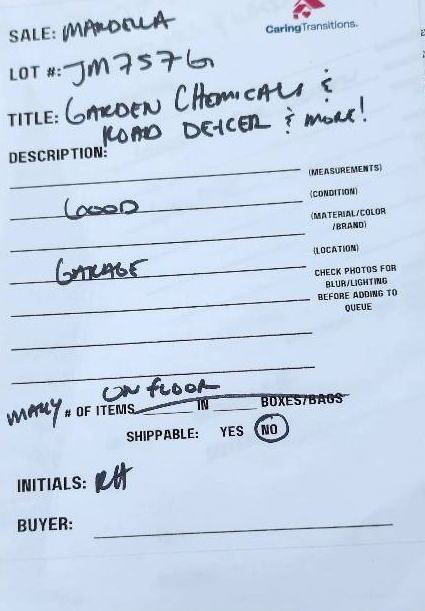 CaringTransitions.
SALE: MANDELLA
LOT #: JM757G
TITLE: GARDEN CHEMICALS &
ROAD DEICER & MORE!
DESCRIPTION:
(MEASUREMENTS)
GOOD (CONDITION)
(MATERIAL/COLOR
/BRAND)
GARAGE (LOCATION)
CHECK PHOTOS FOR
BLUR/LIGHTING
BEFORE ADDING TO
QUEUE
ON FLOOR
MANY # OF ITEMS IN BOXES/BAGS
SHIPPABLE: YES NO
INITIALS: RH
BUYER: